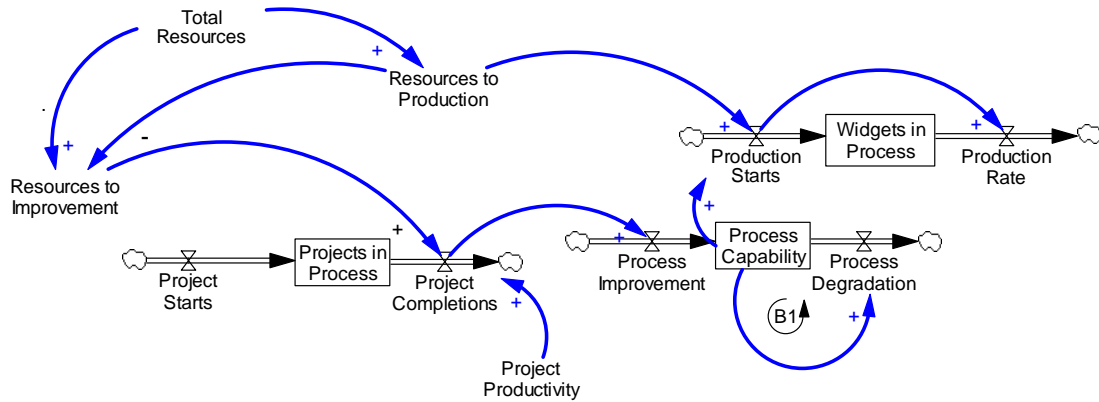 Total
Resources
+
+
Resources to
Production
.
-
+
+
+
Widgets in
Process
Production
Starts
Production
Rate
Resources to
Improvement
+
+
+
Projects in
Process
Project
Starts
Project
Completions
Process
Improvement
Process
Capability
Process
Degradation
+
B1
+
Project
Productivity